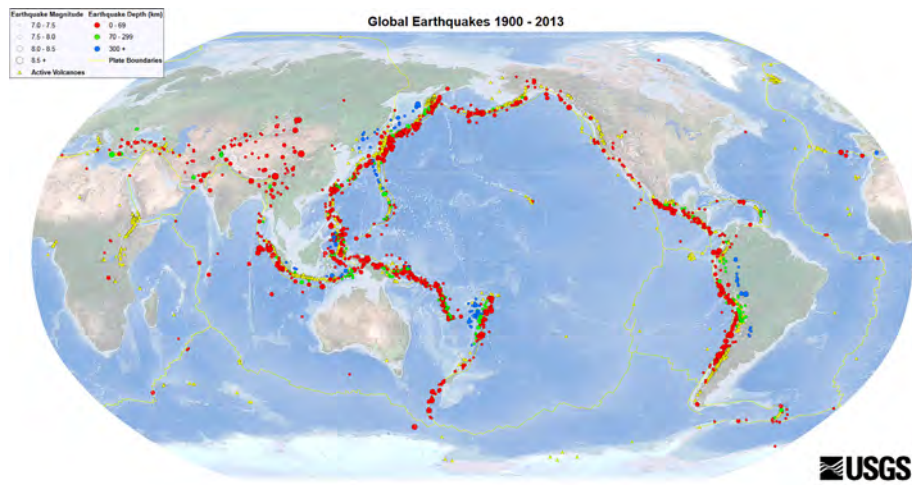 Global Earthquakes 1900 - 2013
Earthquake Magnitude Earthquake Depth (km)
7.0 - 7.5 0 - 69
7.5 - 8.0 70 - 299
8.0 - 8.5 300 +
8.5 + Plate Boundaries
Active Volcanoes
USGS